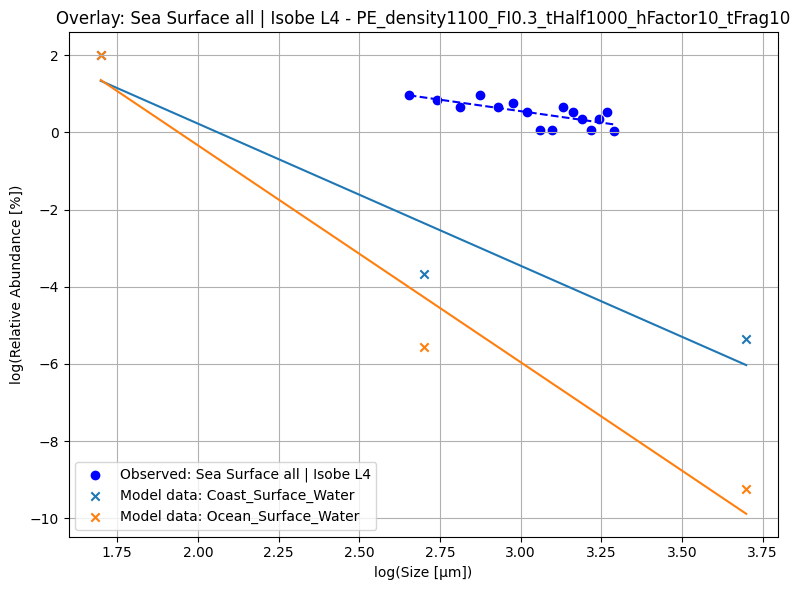 Overlay: Sea Surface all | Isobe L4 - PE_density1100_FI0.3_tHalf1000_hFactor10_tFrag10
2
0
−2
−4
−6
−8
−10
log(Relative Abundance [%])
Observed: Sea Surface all | Isobe L4
Model data: Coast_Surface_Water
Model data: Ocean_Surface_Water
1.75 2.00 2.25 2.50 2.75 3.00 3.25 3.50 3.75
log(Size [μm])